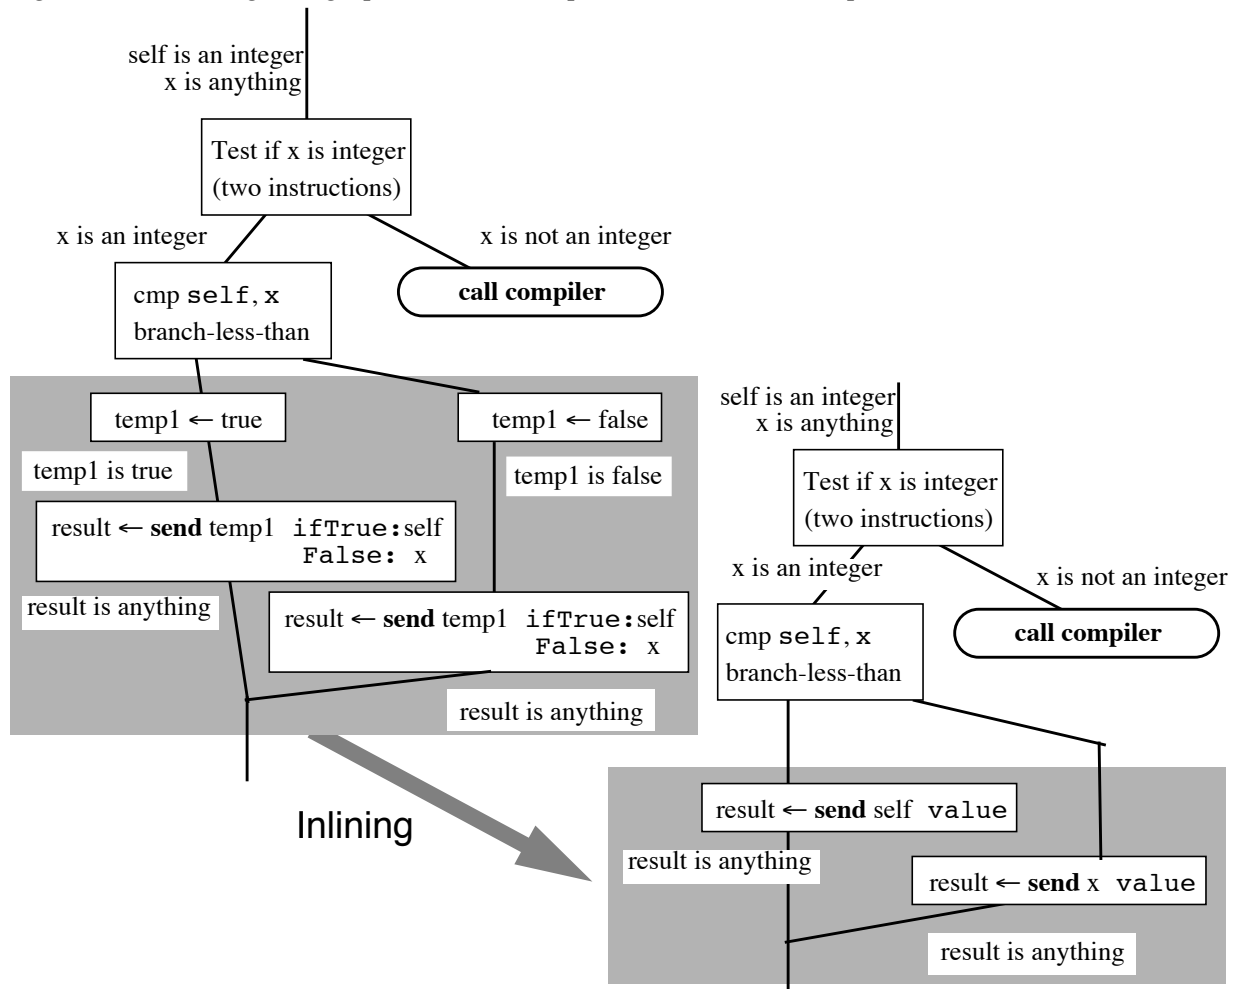 self is an integer
x is anything
Test if x is integer
(two instructions)
x is an integer
x is not an integer
cmp self, x
branch-less-than
call compiler
temp1 ← true
temp1 ← false
temp1 is true
temp1 is false
result ← send temp1 ifTrue:self
False: x
result is anything
result ← send temp1 ifTrue:self
False: x
result is anything
Inlining
self is an integer
x is anything
Test if x is integer
(two instructions)
x is an integer
x is not an integer
cmp self, x
branch-less-than
call compiler
result ← send self value
result is anything
result ← send x value
result is anything